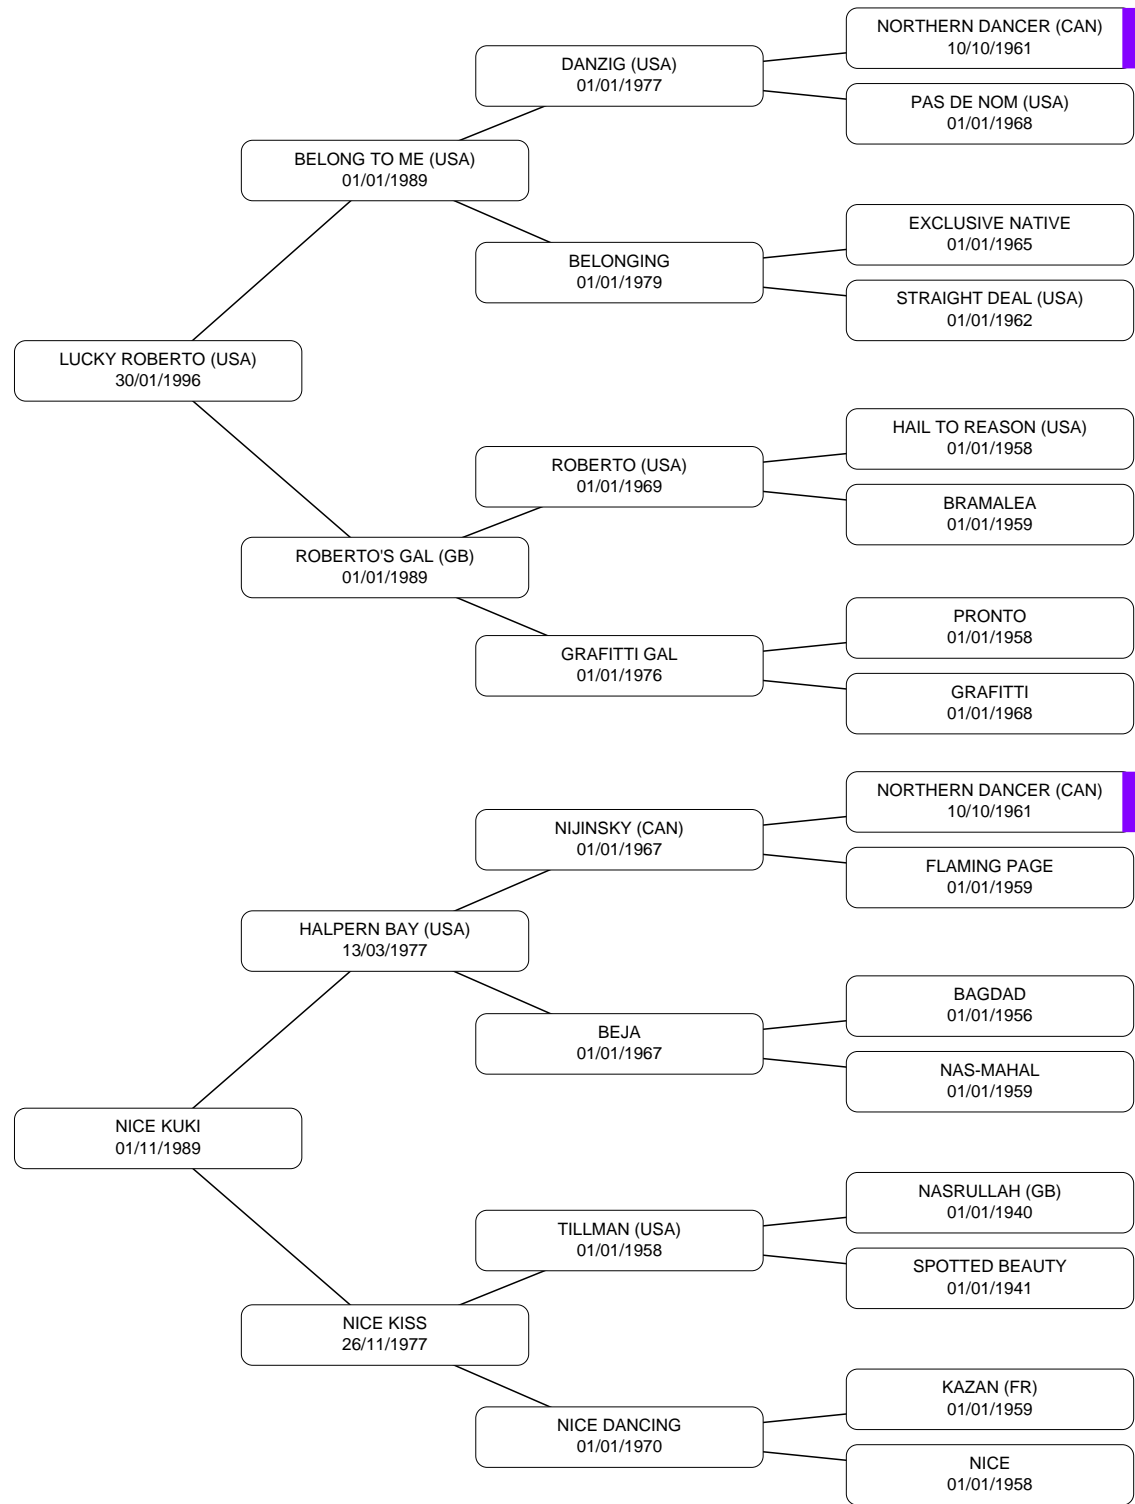 NORTHERN DANCER (CAN)
10/10/1961
DANZIG (USA)
01/01/1977
PAS DE NOM (USA)
01/01/1968
BELONG TO ME (USA)
01/01/1989
EXCLUSIVE NATIVE
01/01/1965
BELONGING
01/01/1979
STRAIGHT DEAL (USA)
01/01/1962
LUCKY ROBERTO (USA)
30/01/1996
HAIL TO REASON (USA)
01/01/1958
ROBERTO (USA)
01/01/1969
BRAMALEA
01/01/1959
ROBERTO'S GAL (GB)
01/01/1989
PRONTO
01/01/1958
GRAFITTI GAL
01/01/1976
GRAFITTI
01/01/1968
NORTHERN DANCER (CAN)
10/10/1961
NIJINSKY (CAN)
01/01/1967
FLAMING PAGE
01/01/1959
HALPERN BAY (USA)
13/03/1977
BAGDAD
01/01/1956
BEJA
01/01/1967
NAS-MAHAL
01/01/1959
NICE KUKI
01/11/1989
NASRULLAH (GB)
01/01/1940
TILLMAN (USA)
01/01/1958
SPOTTED BEAUTY
01/01/1941
NICE KISS
26/11/1977
KAZAN (FR)
01/01/1959
NICE DANCING
01/01/1970
NICE
01/01/1958